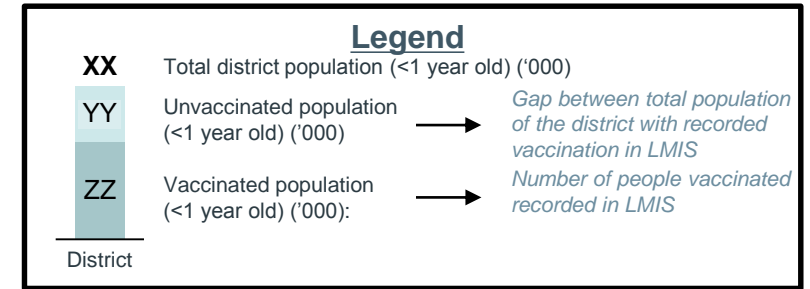 Legend
XX Total district population (<1 year old) ('000)
YY Unvaccinated population
(<1 year old) ('000)
Gap between total population
of the district with recorded
vaccination in LMIS
ZZ Vaccinated population
(<1 year old) ('000):
Number of people vaccinated
recorded in LMIS
District